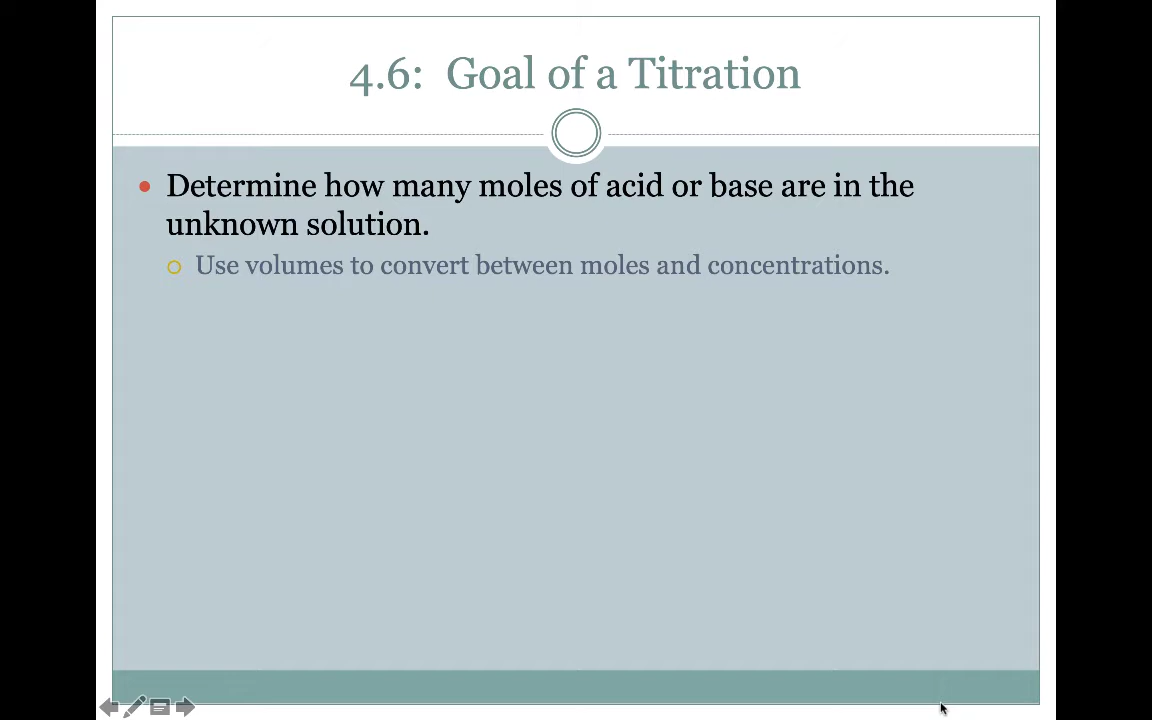 4.6: Goal of a Titration
Determine how many moles of acid or base are in the
unknown solution.
Use volumes to convert between moles and concentrations.